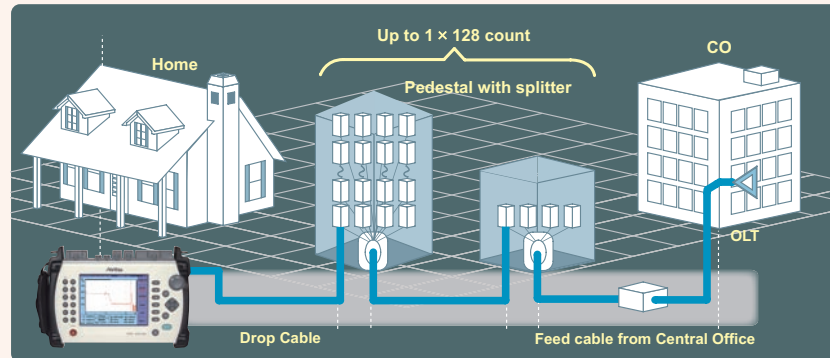 Up to 1 × 128 count
CO
Home
Pedestal with splitter
OLT
Drop Cable
Feed cable from Central Office